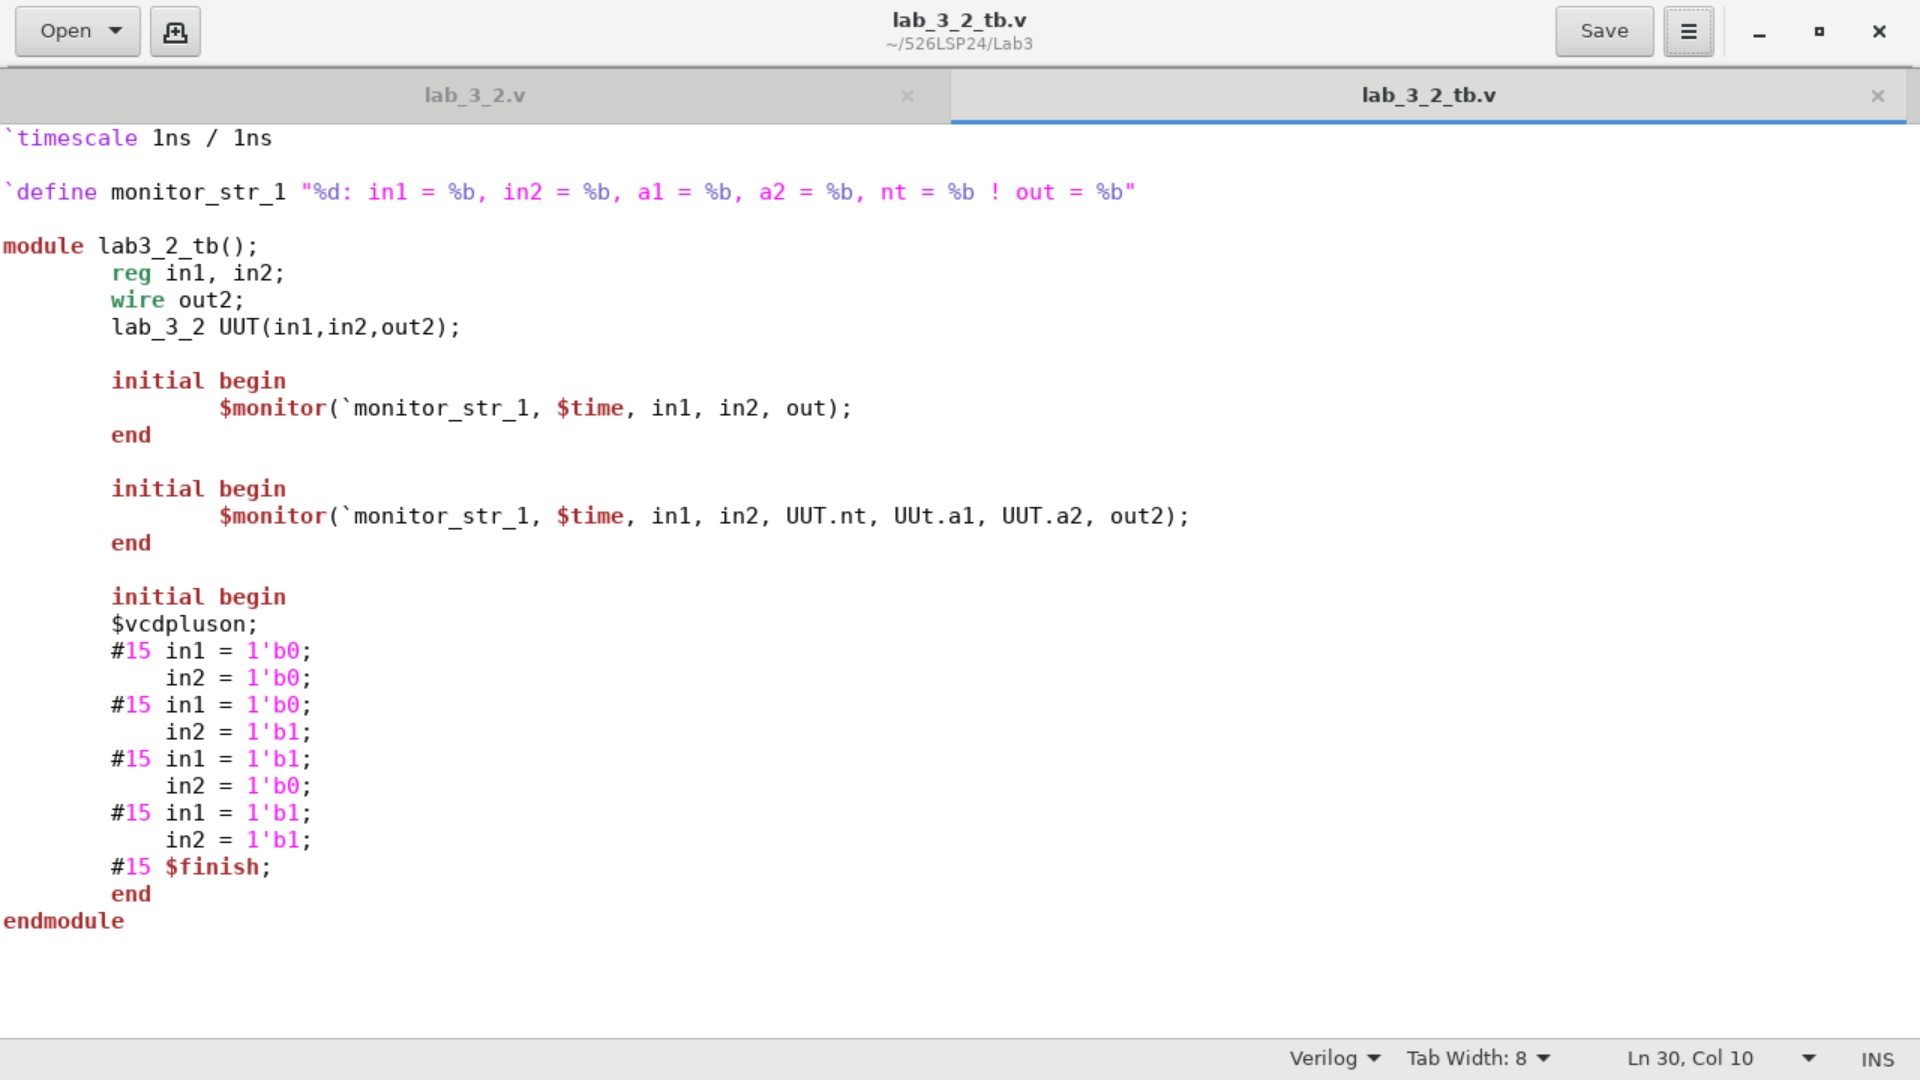 Open
lab_3_2_tb.v
~/526LSP24/Lab3
Save
lab_3_2.v
lab_3_2_tb.v
`timescale 1ns / 1ns
`define monitor_str_1 "%d: in1 = %b, in2 = %b, a1 = %b, a2 = %b, nt = %b ! out = %b"
module lab3_2_tb();
reg in1, in2;
wire out2;
lab_3_2 UUT(in1,in2,out2);
initial begin
$monitor(`monitor_str_1, $time, in1, in2, out);
end
initial begin
$monitor(`monitor_str_1, $time, in1, in2, UUT.nt, UUt.a1, UUT.a2, out2);
end
initial begin
$vcdpluson;
#15 in1 = 1'b0;
in2 = 1'b0;
#15 in1 = 1'b0;
in2 = 1'b1;
#15 in1 = 1'b1;
in2 = 1'b0;
#15 in1 = 1'b1;
in2 = 1'b1;
#15 $finish;
end
endmodule
Verilog
Tab Width: 8
Ln 30, Col 10
INS